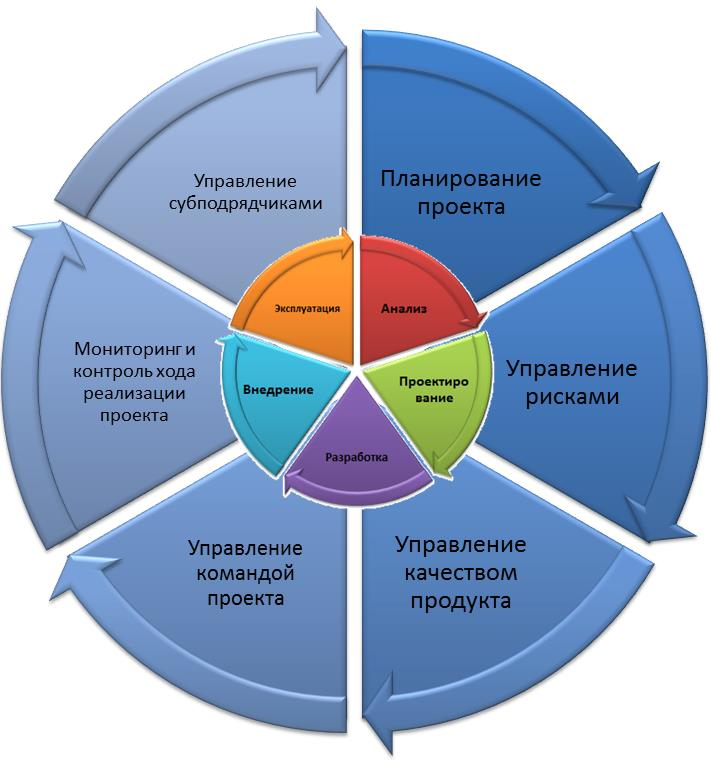 Планирование
проекта
Управление
рисками
Управление
качеством
продукта
Управление
командой
проекта
Мониторинг и
контроль хода
реализации
проекта
Управление
субподрядчиками
Анализ
Проектиро
вание
Разработка
Внедрение
Эксплуатация